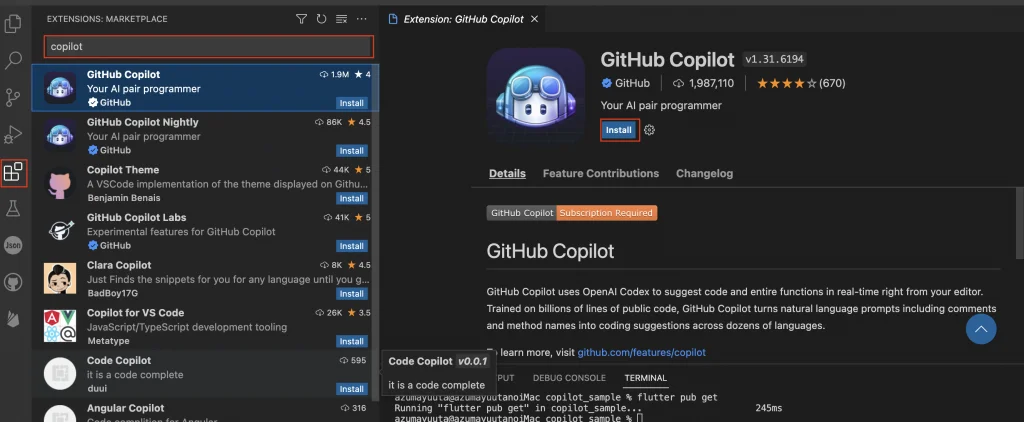 EXTENSIONS: MARKETPLACE
copilot
GitHub Copilot 1.9M ★ 4
Your AI pair programmer
GitHub Install
GitHub Copilot Nightly 86K ★ 4.5
Your AI pair programmer
GitHub Install
Copilot Theme 44K ★ 5
A VSCode implementation of the theme displayed on Githu...
Benjamin Benais Install
GitHub Copilot Labs 41K ★ 5
Experimental features for GitHub Copilot
GitHub Install
Clara Copilot 8K ★ 4.5
Just Finds the snippets for you for any language until you g...
BadBoy17G Install
Copilot for VS Code 26K ★ 3.5
JavaScript/TypeScript development tooling
Metatype Install
Code Copilot 595
it is a code complete
duui Install
Angular Copilot 316
Code complition for Angular
Json
Extension: GitHub Copilot
GitHub Copilot v1.31.6194
GitHub 1,987,110 (670)
Your AI pair programmer
Install
Details Feature Contributions Changelog
GitHub Copilot Subscription Required
GitHub Copilot
GitHub Copilot uses OpenAI Codex to suggest code and entire functions in real-time right from your editor.
Trained on billions of lines of public code, GitHub Copilot turns natural language prompts including comments
and method names into coding suggestions across dozens of languages.
learn more, visit github.com/features/copilot
Code Copilot v0.0.1
it is a code complete
PUT DEBUG CONSOLE TERMINAL
azumayuuta@azumayuutanoiMac copilot_sample % flutter pub get
Running "flutter pub get" in copilot_sample... 245ms
azumayuuta@azumayuutanoiMac copilot_sample %